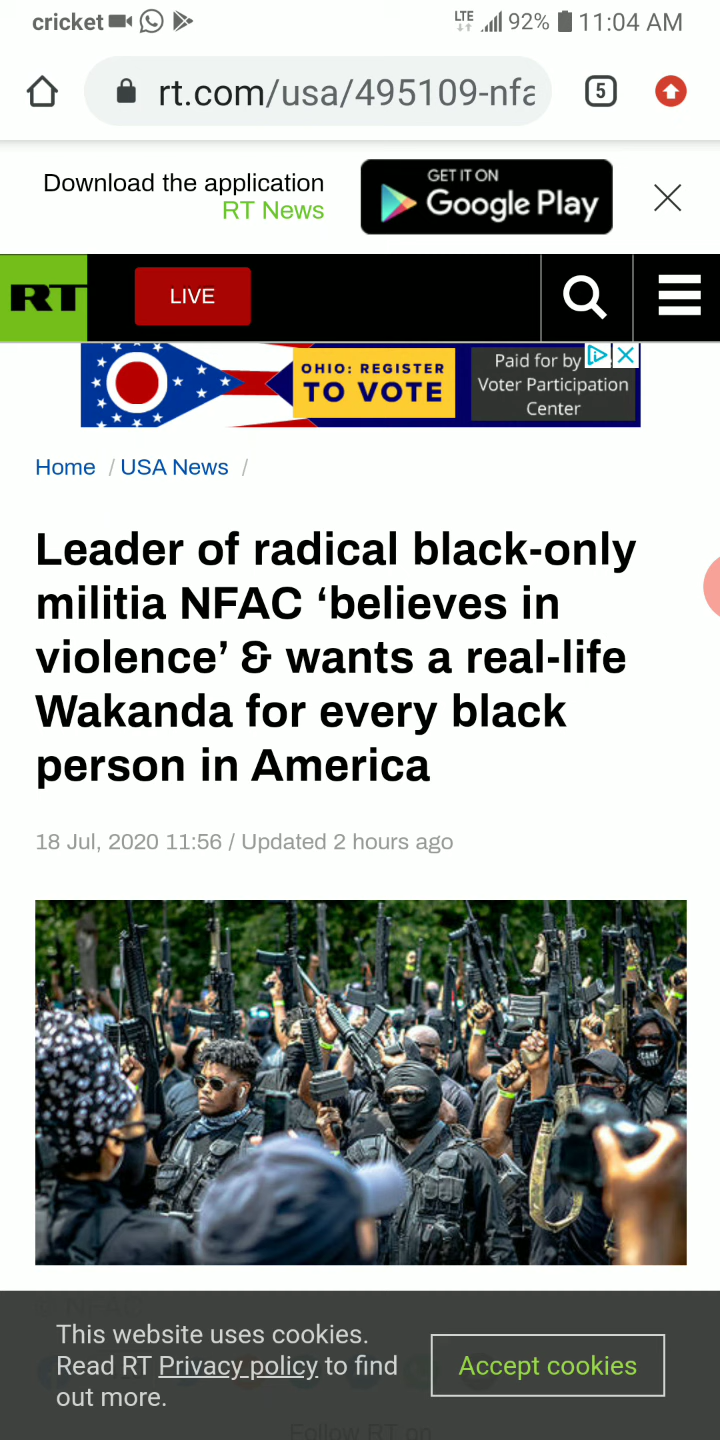 cricket LTE 92% 11:04 AM
rt.com/usa/495109-nfa 5
Download the application
RT News
GET IT ON
Google Play
RT LIVE
OHIO: REGISTER
TO VOTE
Paid for by
Voter Participation
Center
Home / USA News /
Leader of radical black-only
militia NFAC ‘believes in
violence’ & wants a real-life
Wakanda for every black
person in America
18 Jul, 2020 11:56 / Updated 2 hours ago
NFAC
This website uses cookies.
Read RT Privacy policy to find
out more.
Accept cookies
Follow RT on